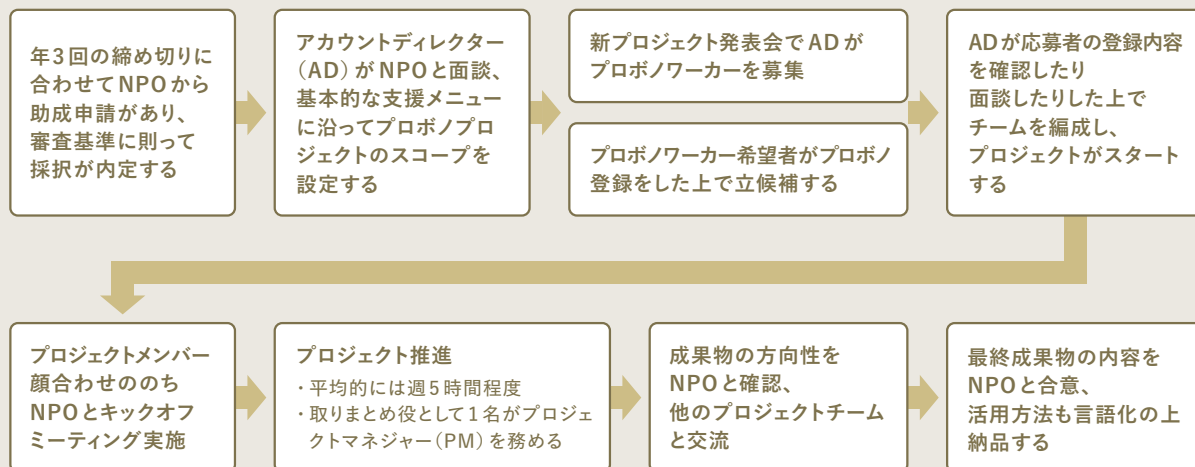 年3回の締め切りに
合わせてNPOから
助成申請があり、
審査基準に則って
採択が内定する
アカウントディレクター
（AD）がNPOと面談、
基本的な支援メニュー
に沿ってプロボノプロ
ジェクトのスコープを
設定する
新プロジェクト発表会でADが
プロボノワーカーを募集
プロボノワーカー希望者がプロボノ
登録をした上で立候補する
ADが応募者の登録内容
を確認したり
面談したりした上で
チームを編成し、
プロジェクトがスタート
する
プロジェクトメンバー
顔合わせののち
NPOとキックオフ
ミーティング実施
プロジェクト推進
・平均的には週5時間程度
・取りまとめ役として1名がプロジェ
クトマネジャー（PM）を務める
成果物の方向性を
NPOと確認、
他のプロジェクトチーム
と交流
最終成果物の内容を
NPOと合意、
活用方法も言語化の上
納品する